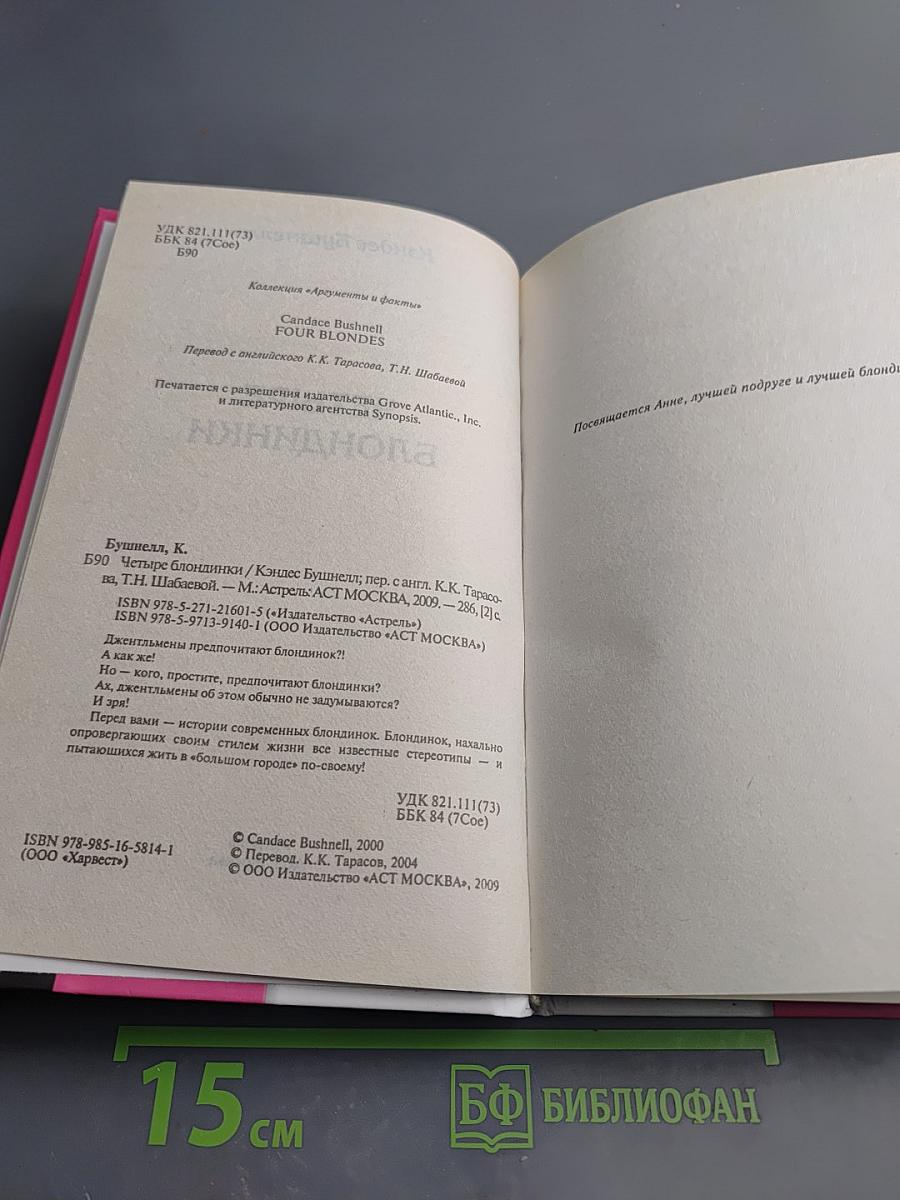 УДК 821.111(73)
ББК 84 (7Сое)
Б90
Коллекция «Аргументы и факты»
Candace Bushnell
FOUR BLONDES
Перевод с английского К.К. Тарасова, Т.Н. Шабаевой
Печатается с разрешения издательства Grove Atlantic., Inc.
и литературного агентства Synopsis.
БЛОНДИНКИ
Бушнелл, К.
Б90 Четыре блондинки / Кэндес Бушнелл; пер. с англ. К.К. Тарасо-
ва, Т.Н. Шабаевой. — М.: Астрель: АСТ МОСКВА, 2009. — 286, [2] с.
ISBN 978-5-271-21601-5 («Издательство «Астрель»)
ISBN 978-5-9713-9140-1 (ООО Издательство «АСТ МОСКВА»)
Джентльмены предпочитают блондинок?!
А как же!
Но — кого, простите, предпочитают блондинки?
Ах, джентльмены об этом обычно не задумываются?
И зря!
Перед вами — истории современных блондинок. Блондинок, нахально
опровергающих своим стилем жизни все известные стереотипы — и
пытающихся жить в «большом городе» по-своему!
УДК 821.111(73)
ББК 84 (7Сое)
ISBN 978-985-16-5814-1
(ООО «Харвест»)
© Candace Bushnell, 2000
© Перевод. К.К. Тарасов, 2004
© ООО Издательство «АСТ МОСКВА», 2009
Посвящается Анне, лучшей подруге и лучшей
15 см
БФ БИБЛИОФАН